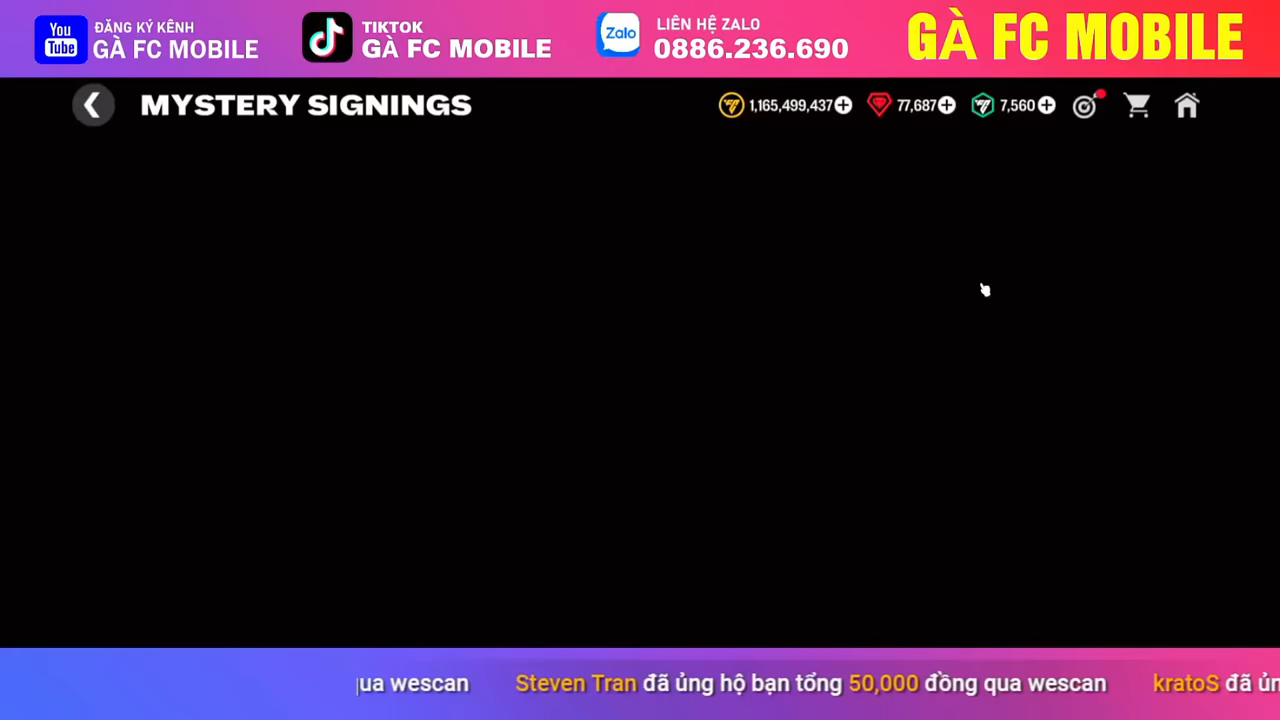 You
Tube
ĐĂNG KÝ KÊNH
GÀ FC MOBILE
TIKTOK
GÀ FC MOBILE
Zalo
LIÊN HỆ ZALO
0886.236.690
GÀ FC MOBILE
MYSTERY SIGNINGS
1,165,499,437
77,687
7,560
qua wescan Steven Tran đã ủng hộ bạn tổng 50,000 đồng qua wescan kratoS đã